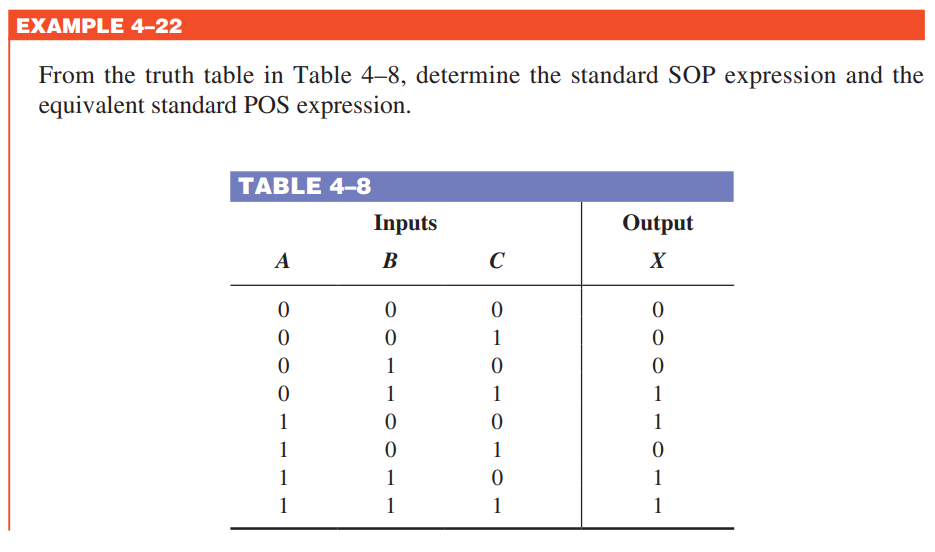 EXAMPLE 4–22
From the truth table in Table 4–8, determine the standard SOP expression and the
equivalent standard POS expression.
TABLE 4–8
Inputs Output
A B C X
0 0 0 0
0 0 1 0
0 1 0 0
0 1 1 1
1 0 0 1
1 0 1 0
1 1 0 1
1 1 1 1